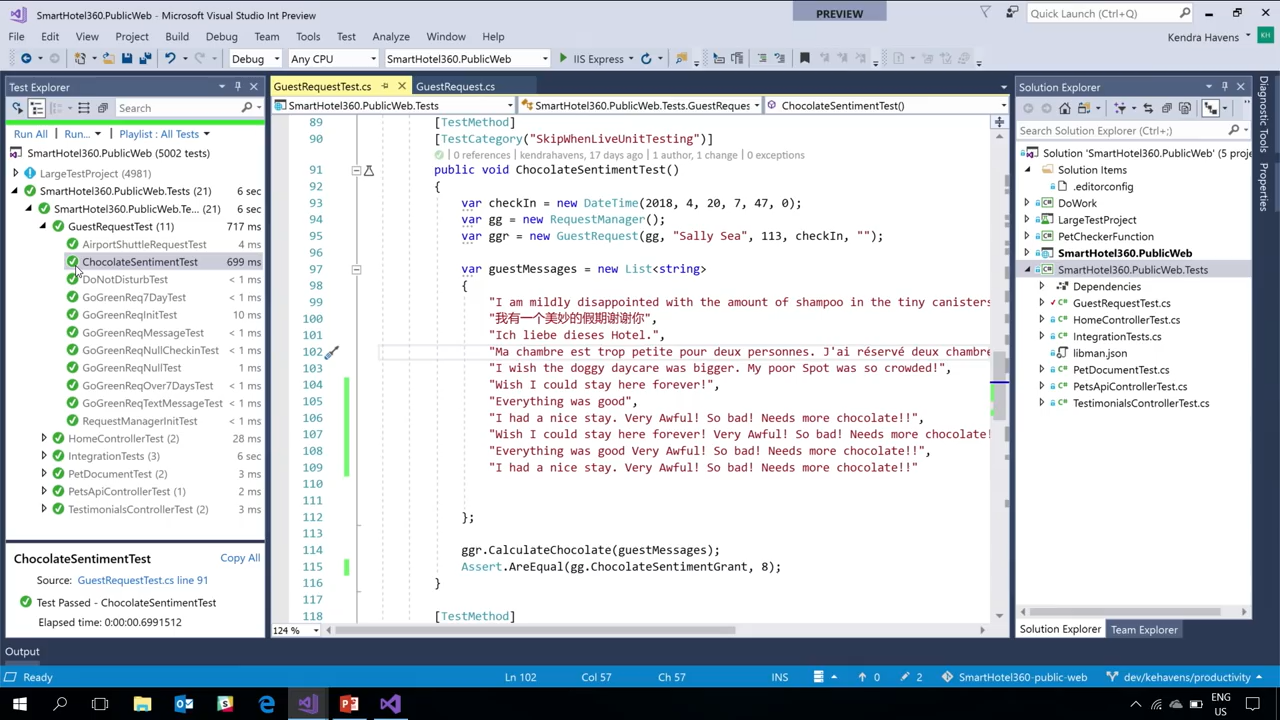 SmartHotel360.PublicWeb - Microsoft Visual Studio Int Preview
PREVIEW
Quick Launch (Ctrl+Q)
File Edit View Project Build Debug Team Tools Test Analyze Window Help
Kendra Havens KH
Debug Any CPU SmartHotel360.PublicWeb IIS Express
Test Explorer
Search
Run All Run... Playlist : All Tests
SmartHotel360.PublicWeb (5002 tests)
LargeTestProject (4981)
SmartHotel360.PublicWeb.Tests (21) 6 sec
SmartHotel360.PublicWeb.Te... (21) 6 sec
GuestRequestTest (11) 717 ms
AirportShuttleRequestTest 4 ms
ChocolateSentimentTest 699 ms
DoNotDisturbTest < 1 ms
GoGreenReq7DayTest < 1 ms
GoGreenReqInitTest 10 ms
GoGreenReqMessageTest < 1 ms
GoGreenReqNullCheckinTest < 1 ms
GoGreenReqNullTest < 1 ms
GoGreenReqOver7DaysTest < 1 ms
GoGreenReqTextMessageTest < 1 ms
RequestManagerInitTest < 1 ms
HomeControllerTest (2) 28 ms
IntegrationTests (3) 6 sec
PetDocumentTest (2) 3 ms
PetsApiControllerTest (1) 2 ms
TestimonialsControllerTest (2) 3 ms
ChocolateSentimentTest Copy All
Source: GuestRequestTest.cs line 91
Test Passed - ChocolateSentimentTest
Elapsed time: 0:00:00.6991512
GuestRequestTest.cs GuestRequest.cs
SmartHotel360.PublicWeb.Tests SmartHotel360.PublicWeb.Tests.GuestReques ChocolateSentimentTest()
89 [TestMethod]
90 [TestCategory("SkipWhenLiveUnitTesting")]
0 references | kendrahavens, 17 days ago | 1 author, 1 change | 0 exceptions
91 public void ChocolateSentimentTest()
92 {
93 var checkIn = new DateTime(2018, 4, 20, 7, 47, 0);
94 var gg = new RequestManager();
95 var ggr = new GuestRequest(gg, "Sally Sea", 113, checkIn, "");
96
97 var guestMessages = new List<string>
98 {
99 "I am mildly disappointed with the amount of shampoo in the tiny canisters
100 "我有一个美妙的假期谢谢你",
101 "Ich liebe dieses Hotel.",
102 "Ma chambre est trop petite pour deux personnes. J'ai réservé deux chambre
103 "I wish the doggy daycare was bigger. My poor Spot was so crowded!",
104 "Wish I could stay here forever!",
105 "Everything was good",
106 "I had a nice stay. Very Awful! So bad! Needs more chocolate!!",
107 "Wish I could stay here forever! Very Awful! So bad! Needs more chocolate!
108 "Everything was good Very Awful! So bad! Needs more chocolate!!",
109 "I had a nice stay. Very Awful! So bad! Needs more chocolate!!"
110
111
112 };
113
114 ggr.CalculateChocolate(guestMessages);
115 Assert.AreEqual(gg.ChocolateSentimentGrant, 8);
116 }
117
118 [TestMethod]
124 %
Solution Explorer
Search Solution Explorer (Ctrl+;)
Solution 'SmartHotel360.PublicWeb' (5 proje
Solution Items
.editorconfig
DoWork
LargeTestProject
PetCheckerFunction
SmartHotel360.PublicWeb
SmartHotel360.PublicWeb.Tests
Dependencies
GuestRequestTest.cs
HomeControllerTest.cs
IntegrationTests.cs
libman.json
PetDocumentTest.cs
PetsApiControllerTest.cs
TestimonialsControllerTest.cs
Solution Explorer Team Explorer
Diagnostic Tools
Properties
Output
Ready Ln 102 Col 57 Ch 57 INS 0 2 SmartHotel360-public-web dev/kehavens/productivity
ENG
US